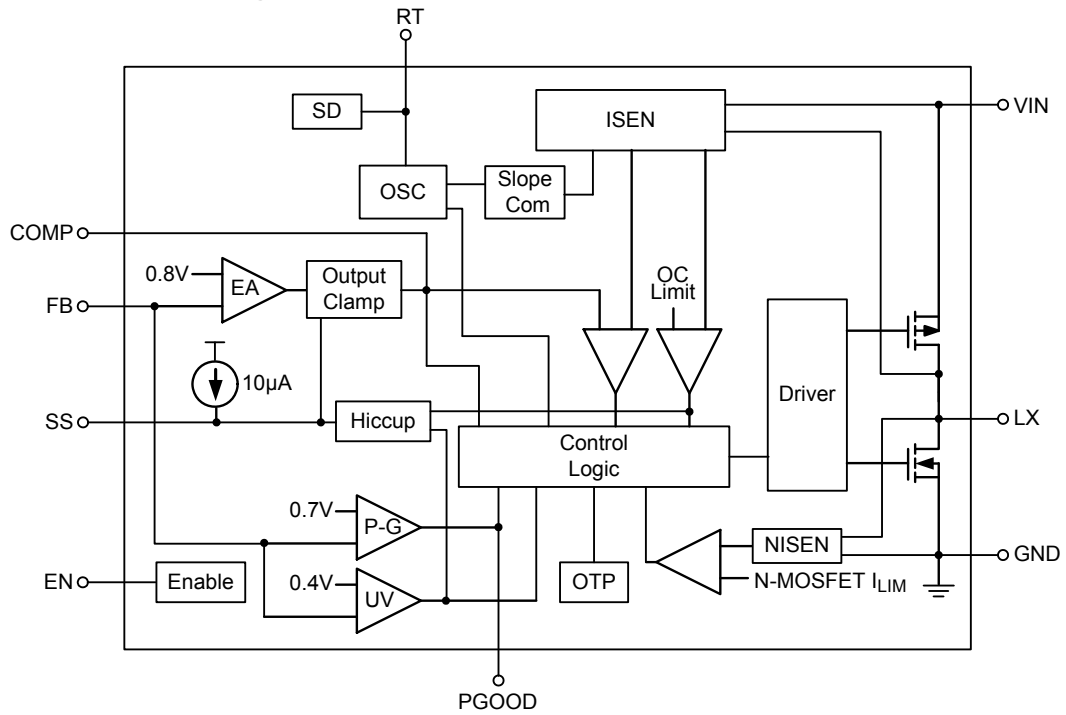 RT
SD
ISEN
VIN
OSC
Slope
Com
COMP
0.8V
EA
Output
Clamp
OC
Limit
FB
10µA
Driver
SS
Hiccup
LX
Control
Logic
0.7V
P-G
NISEN
GND
EN
Enable
0.4V
UV
OTP
N-MOSFET ILIM
PGOOD